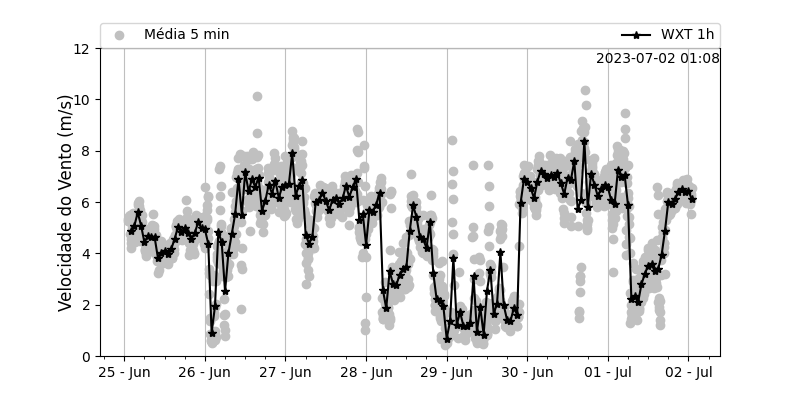 Média 5 min
WXT 1h
2023-07-02 01:08
Velocidade do Vento (m/s)
12
10
8
6
4
2
0
25 - Jun
26 - Jun
27 - Jun
28 - Jun
29 - Jun
30 - Jun
01 - Jul
02 - Jul